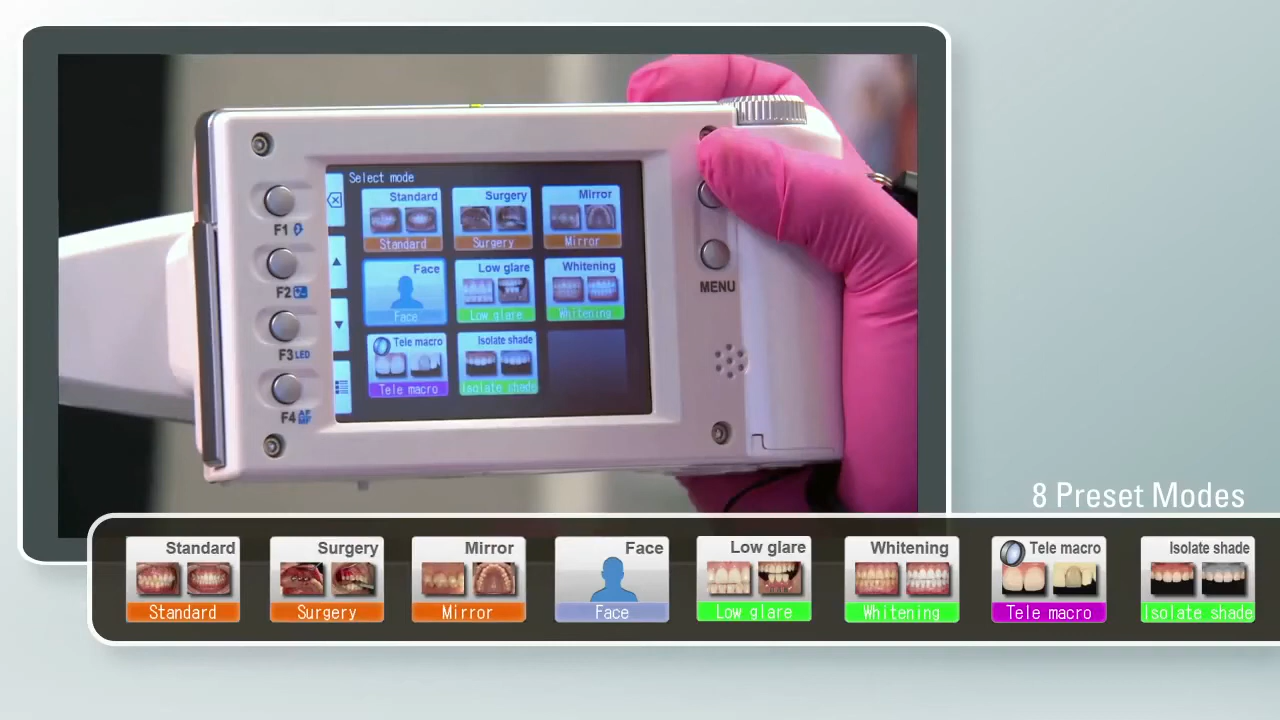 Select mode
Standard
Surgery
Mirror
Standard
Surgery
Mirror
Face
Low glare
Whitening
Face
Low glare
Whitening
Tele macro
Isolate shade
Tele macro
Isolate shade
F1
F2
F3 LED
F4 AF MF
MENU
8 Preset Modes
Standard
Surgery
Mirror
Face
Low glare
Whitening
Tele macro
Isolate shade
Standard
Surgery
Mirror
Face
Low glare
Whitening
Tele macro
Isolate shade